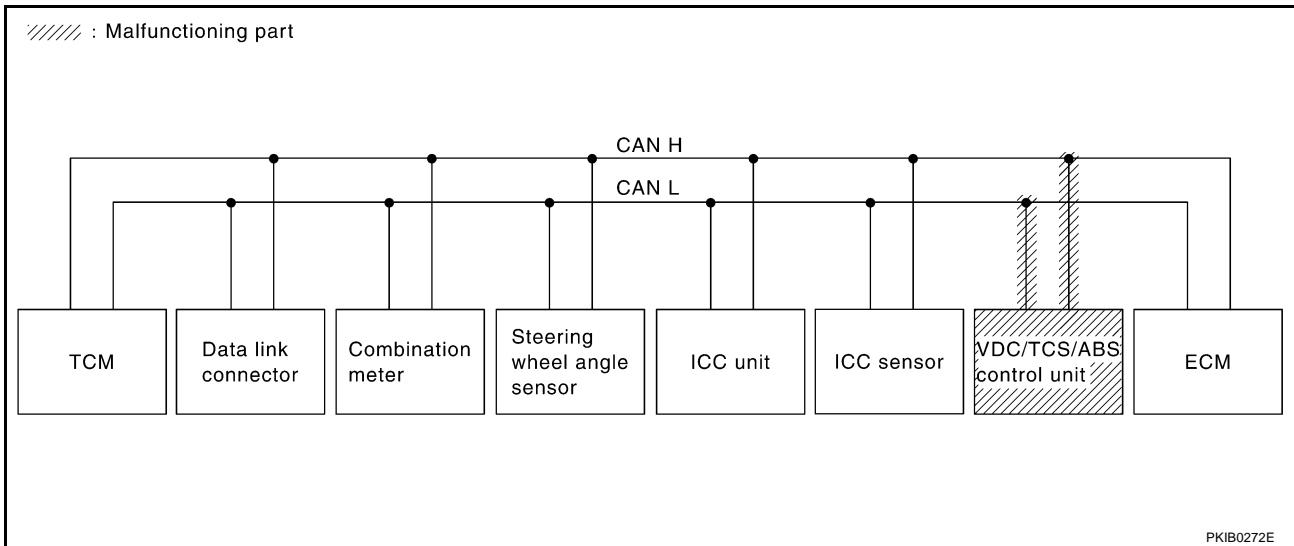 : Malfunctioning part
CAN H
CAN L
TCM
Data link
connector
Combination
meter
Steering
wheel angle
sensor
ICC unit
ICC sensor
VDC/TCS/ABS
control unit
ECM
PKIB0272E